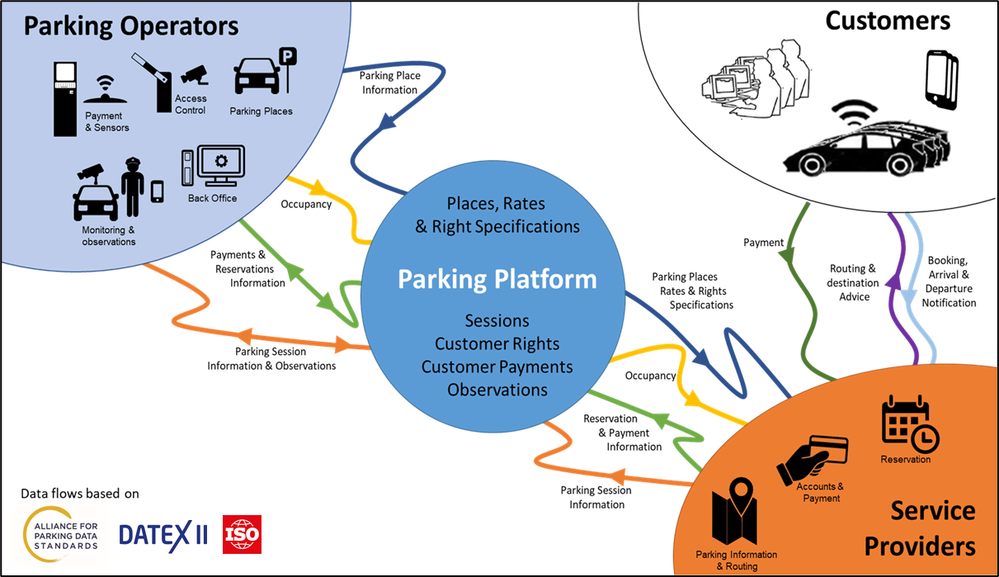 Parking Operators
Payment
& Sensors
Access
Control
P
Parking Places
Monitoring &
observations
Back Office
Customers
Parking Place
Information
Occupancy
Payments &
Reservations
Information
Parking Session
Information & Observations
Places, Rates
& Right Specifications
Parking Platform
Sessions
Customer Rights
Customer Payments
Observations
Payment
Routing &
destination
Advice
Booking,
Arrival &
Departure
Notification
Parking Places
Rates & Rights
Specifications
Occupancy
Reservation
& Payment
Information
Parking Session
Information
Reservation
Accounts &
Payment
Parking Information
& Routing
Service
Providers
Data flows based on
ALLIANCE FOR
PARKING DATA
STANDARDS
DATEX II
ISO